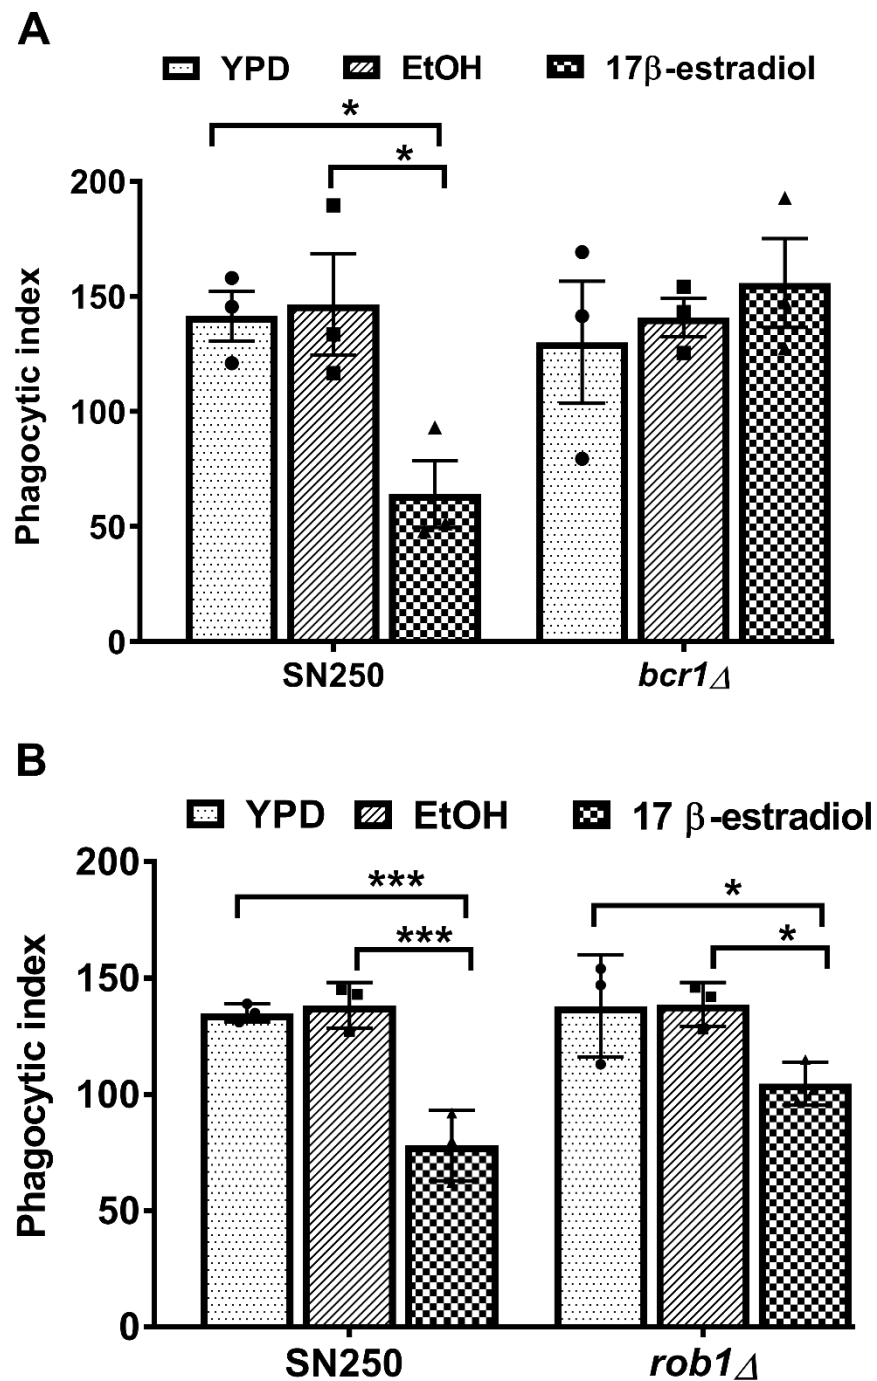 A
YPD EtOH 17β-estradiol
*
*
200
150
100
50
0
Phagocytic index
SN250 bcr1Δ
B
YPD EtOH 17 β-estradiol
*** *
*** *
200
150
100
50
0
Phagocytic index
SN250 rob1Δ